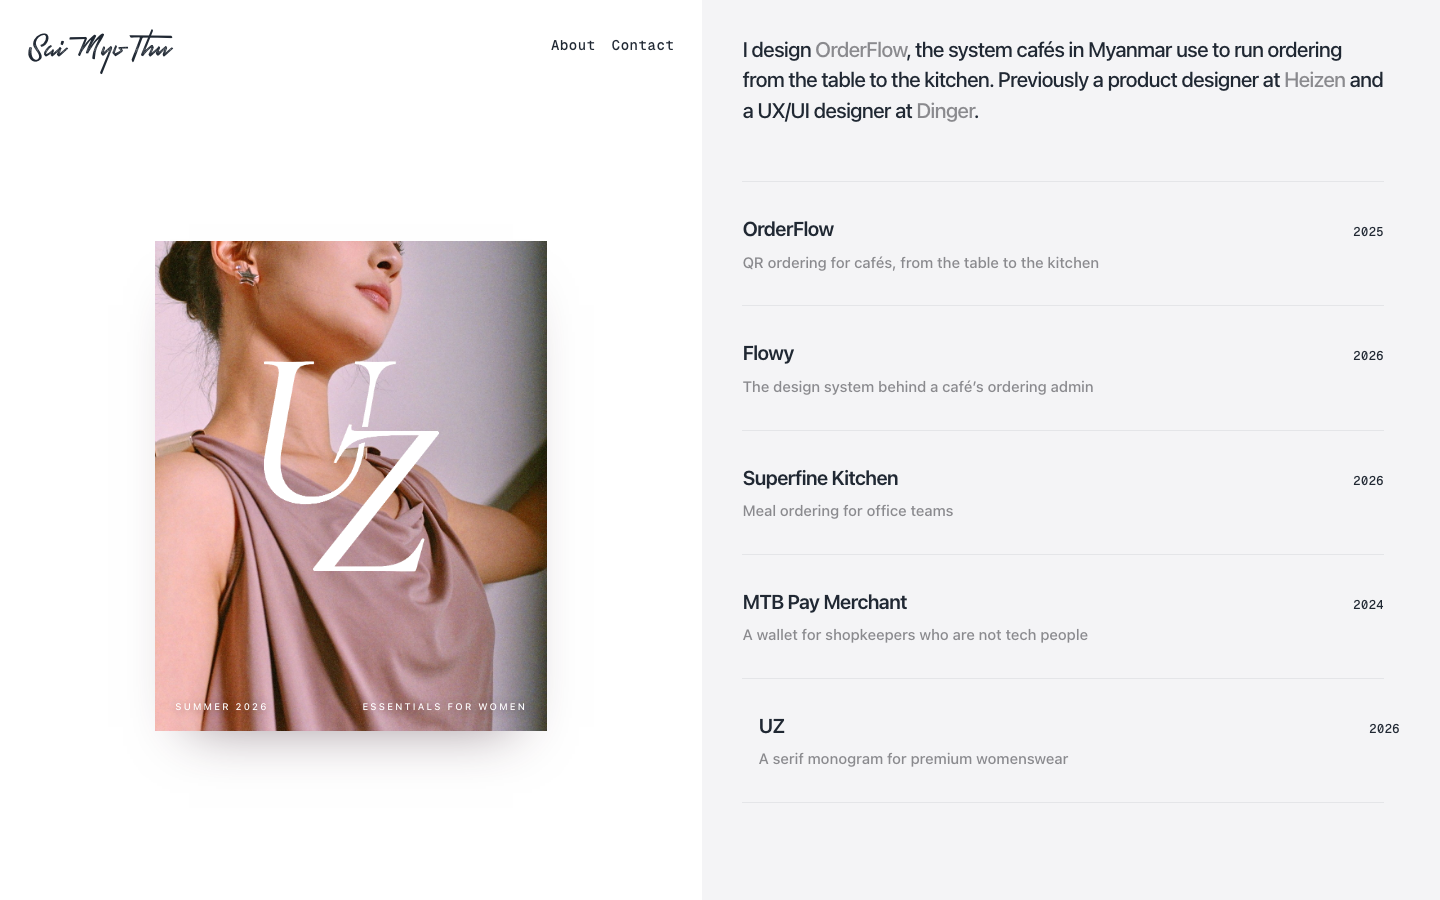 Sai Myo Thu
About Contact
UZ
SUMMER 2026 ESSENTIALS FOR WOMEN
I design OrderFlow, the system cafés in Myanmar use to run ordering
from the table to the kitchen. Previously a product designer at Heizen and
a UX/UI designer at Dinger.
OrderFlow 2025
QR ordering for cafés, from the table to the kitchen
Flowy 2026
The design system behind a café’s ordering admin
Superfine Kitchen 2026
Meal ordering for office teams
MTB Pay Merchant 2024
A wallet for shopkeepers who are not tech people
UZ 2026
A serif monogram for premium womenswear